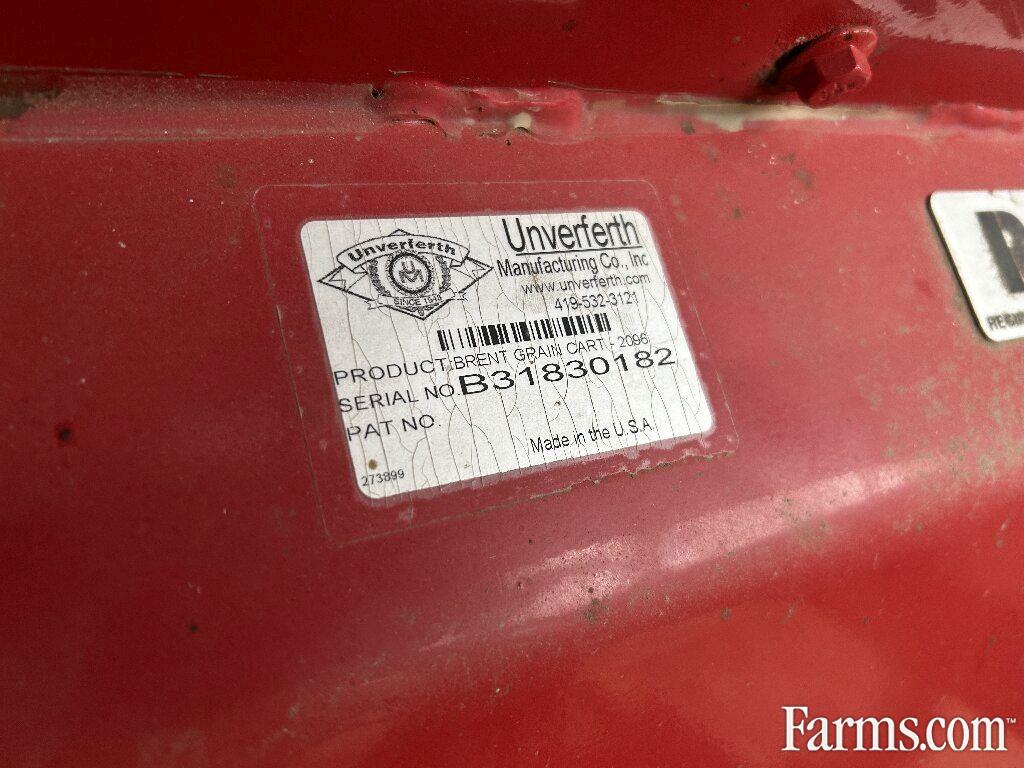 Unverferth
SINCE 1948
Unverferth
Manufacturing Co., Inc
www.unverferth.com
419-532-3121
PRODUCT: BRENT GRAIN CART - 2096
SERIAL NO. B31830182
PAT NO.
Made in the U.S.A.
273899
Farms.com™